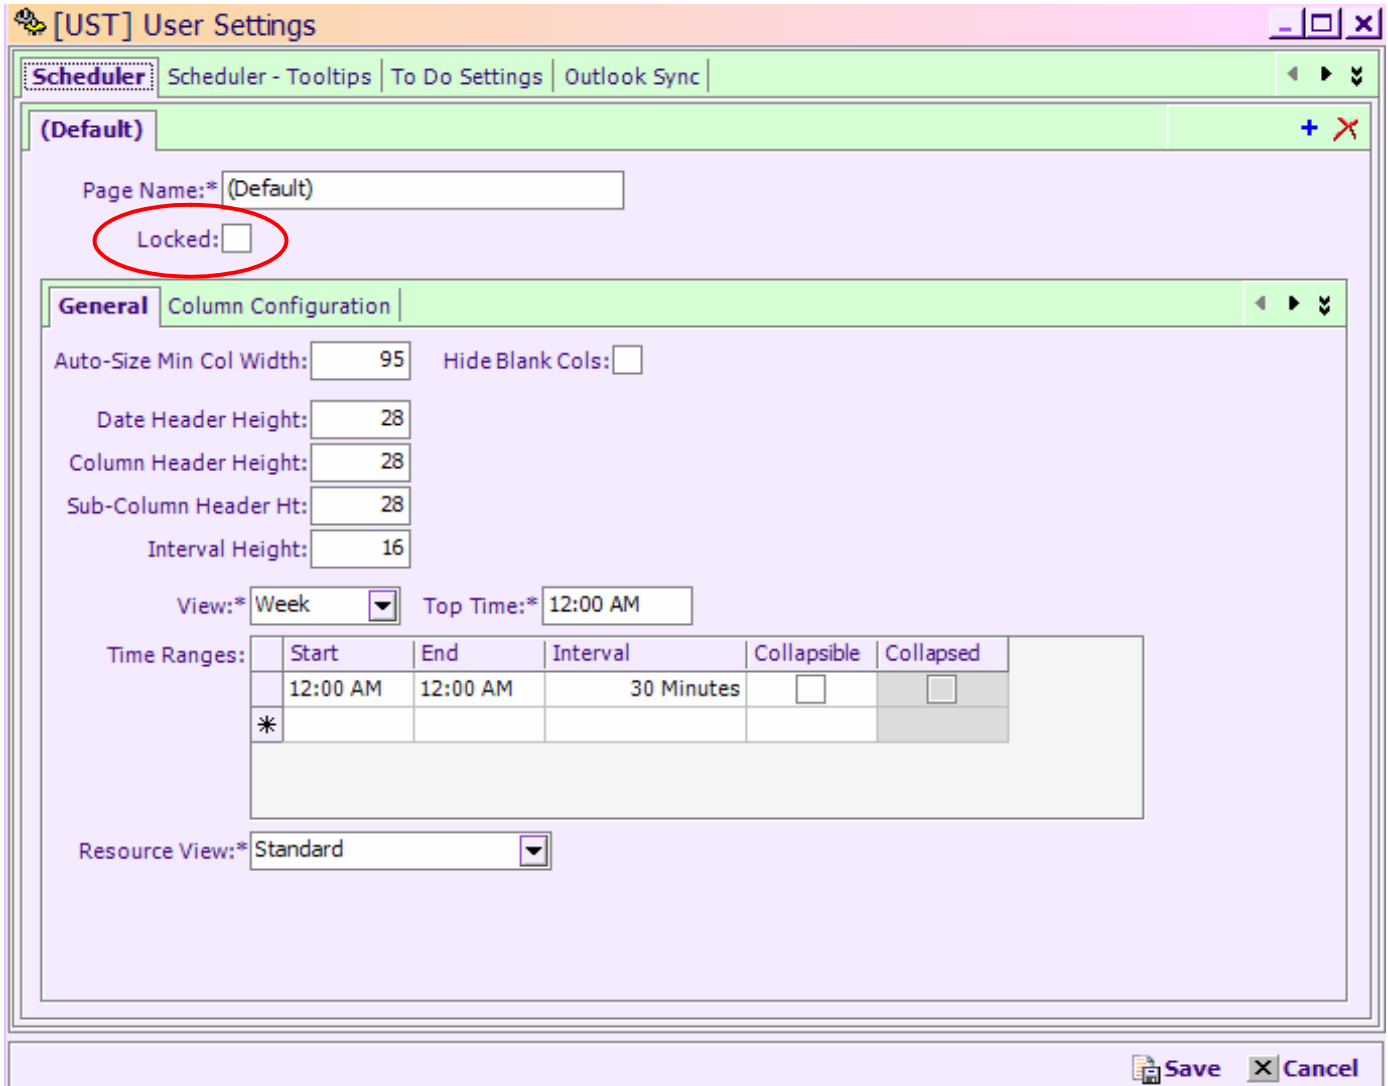 [UST] User Settings
Scheduler Scheduler - Tooltips To Do Settings Outlook Sync
(Default)
Page Name:* (Default)
Locked:
General Column Configuration
Auto-Size Min Col Width: 95 Hide Blank Cols:
Date Header Height: 28
Column Header Height: 28
Sub-Column Header Ht: 28
Interval Height: 16
View:* Week Top Time:* 12:00 AM
Time Ranges: Start End Interval Collapsible Collapsed
12:00 AM 12:00 AM 30 Minutes
Resource View:* Standard
Save Cancel